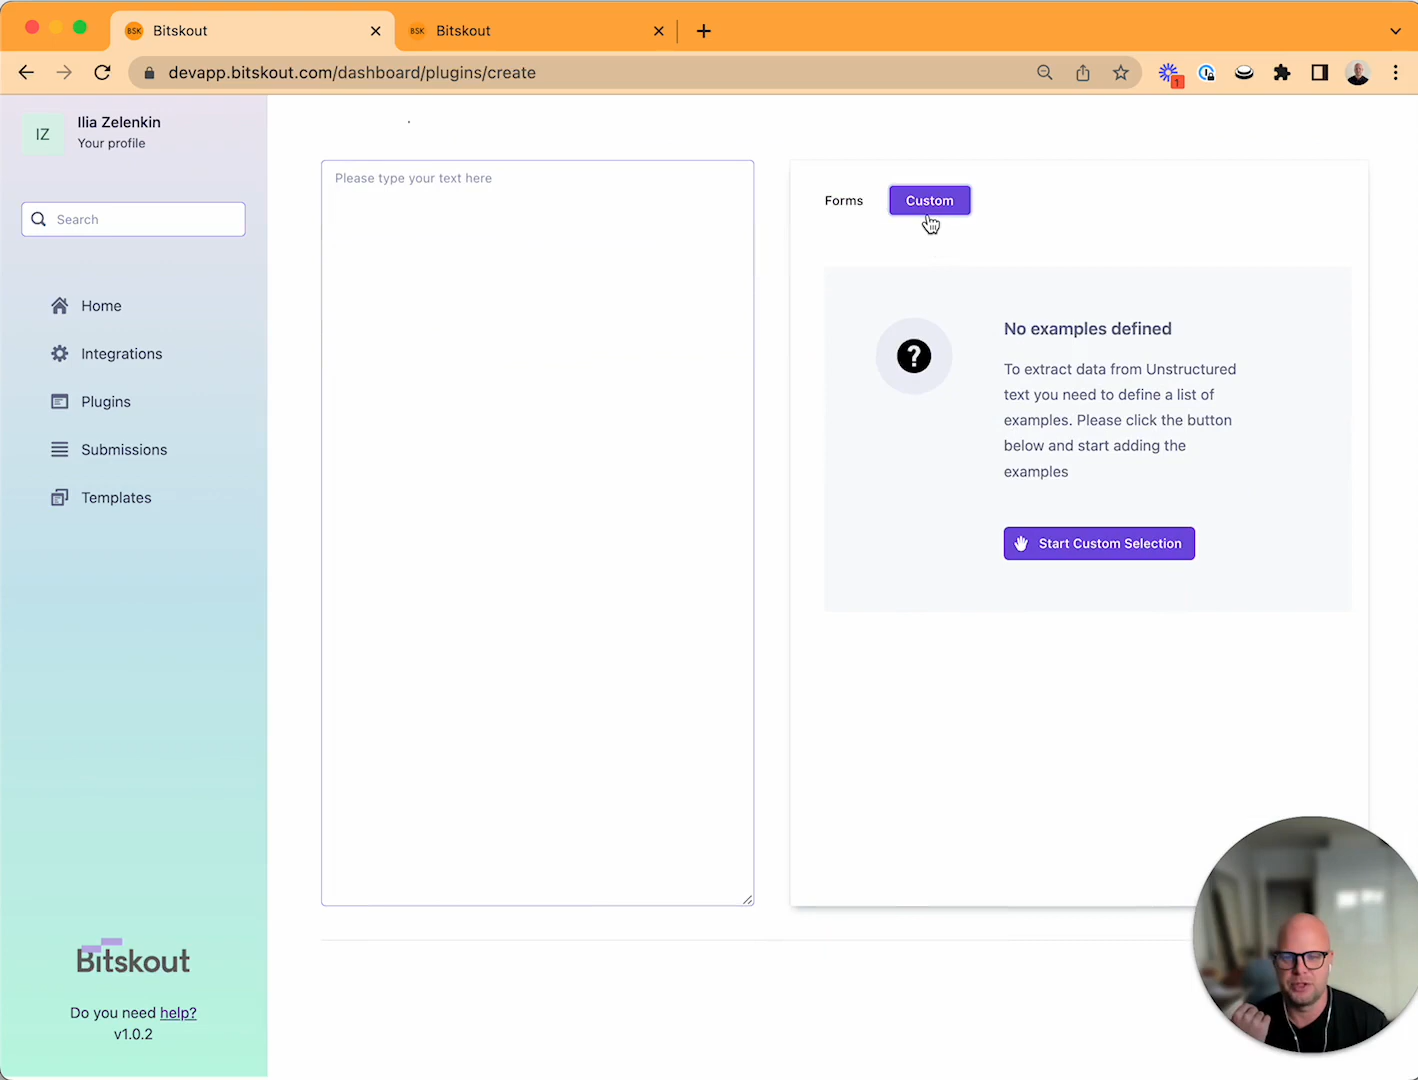 BSK Bitskout
BSK Bitskout
devapp.bitskout.com/dashboard/plugins/create
1
IZ
Ilia Zelenkin
Your profile
Search
Home
Integrations
Plugins
Submissions
Templates
Bitskout
Do you need help?
v1.0.2
Please type your text here
Forms
Custom
?
No examples defined
To extract data from Unstructured
text you need to define a list of
examples. Please click the button
below and start adding the
examples
Start Custom Selection